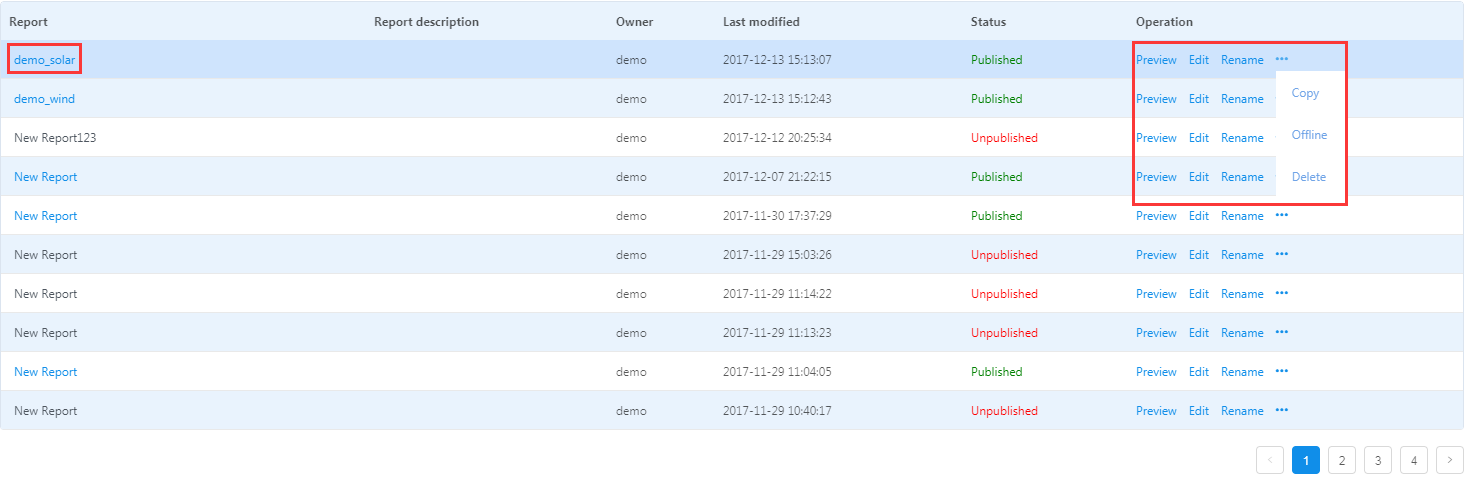 Report Report description Owner Last modified Status Operation
demo_solar demo 2017-12-13 15:13:07 Published Preview Edit Rename •••
demo_wind demo 2017-12-13 15:12:43 Published Preview Edit Rename Copy
New Report123 demo 2017-12-12 20:25:34 Unpublished Preview Edit Rename Offline
New Report demo 2017-12-07 21:22:15 Published Preview Edit Rename Delete
New Report demo 2017-11-30 17:37:29 Published Preview Edit Rename •••
New Report demo 2017-11-29 15:03:26 Unpublished Preview Edit Rename •••
New Report demo 2017-11-29 11:14:22 Unpublished Preview Edit Rename •••
New Report demo 2017-11-29 11:13:23 Unpublished Preview Edit Rename •••
New Report demo 2017-11-29 11:04:05 Published Preview Edit Rename •••
New Report demo 2017-11-29 10:40:17 Unpublished Preview Edit Rename •••
< 1 2 3 4 >